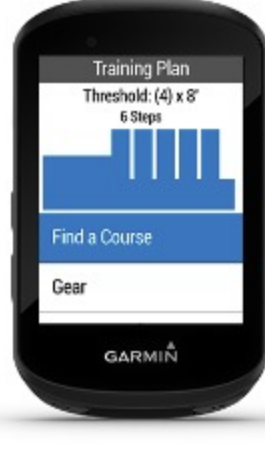 Training Plan
Threshold: (4) x 8'
6 Steps
Find a Course
Gear
GARMIN